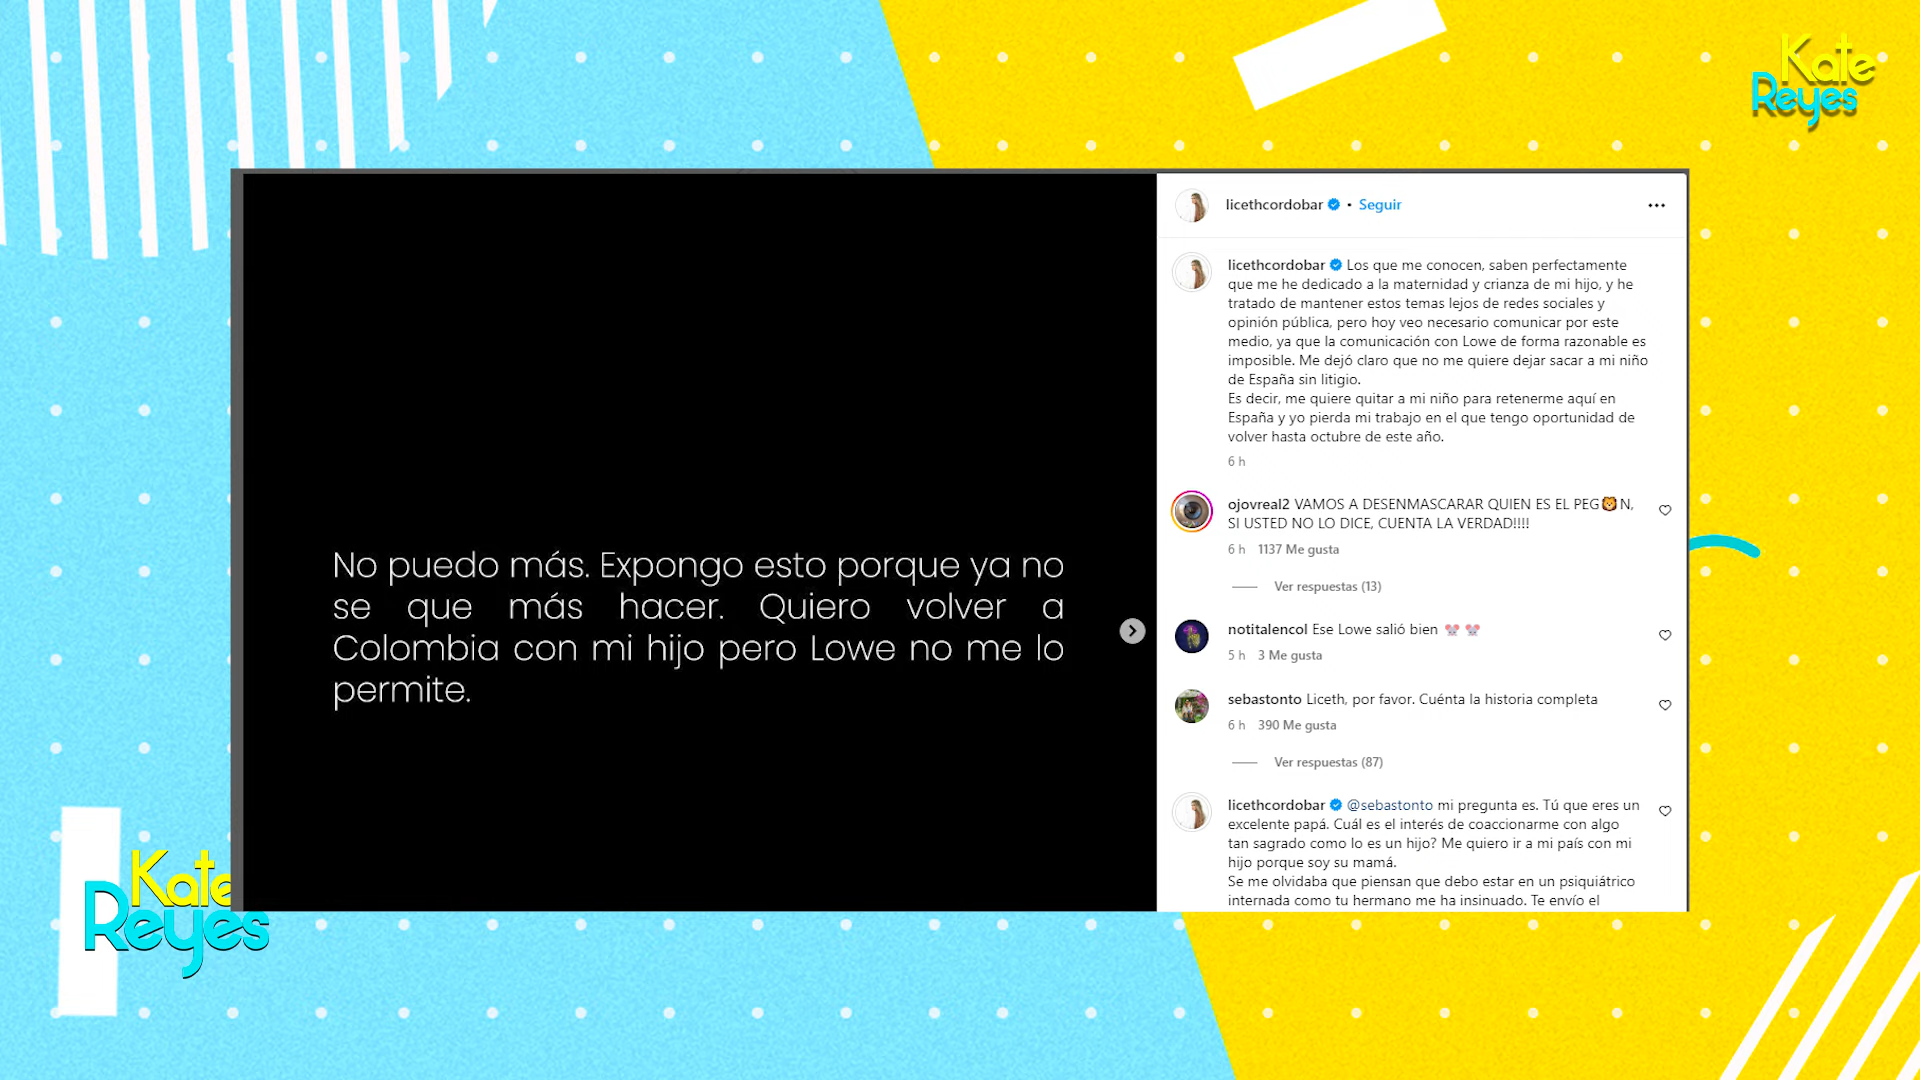 Kate
Reyes
licethcordobar • Seguir
licethcordobar Los que me conocen, saben perfectamente
que me he dedicado a la maternidad y crianza de mi hijo, y he
tratado de mantener estos temas lejos de redes sociales y
opinión pública, pero hoy veo necesario comunicar por este
medio, ya que la comunicación con Lowe de forma razonable es
imposible. Me dejó claro que no me quiere dejar sacar a mi niño
de España sin litigio.
Es decir, me quiere quitar a mi niño para retenerme aquí en
España y yo pierda mi trabajo en el que tengo oportunidad de
volver hasta octubre de este año.
6 h
ojovreal2 VAMOS A DESENMASCARAR QUIEN ES EL PEG🦁N,
SI USTED NO LO DICE, CUENTA LA VERDAD!!!!
6 h 1137 Me gusta
Ver respuestas (13)
notitalencol Ese Lowe salió bien 🐭 🐭
5 h 3 Me gusta
sebastonto Liceth, por favor. Cuénta la historia completa
6 h 390 Me gusta
Ver respuestas (87)
licethcordobar @sebastonto mi pregunta es. Tú que eres un
excelente papá. Cuál es el interés de coaccionarme con algo
tan sagrado como lo es un hijo? Me quiero ir a mi país con mi
hijo porque soy su mamá.
Se me olvidaba que piensan que debo estar en un psiquiátrico
internada como tu hermano me ha insinuado. Te envío el
No puedo más. Expongo esto porque ya no
se que más hacer. Quiero volver a
Colombia con mi hijo pero Lowe no me lo
permite.
Kate
Reyes